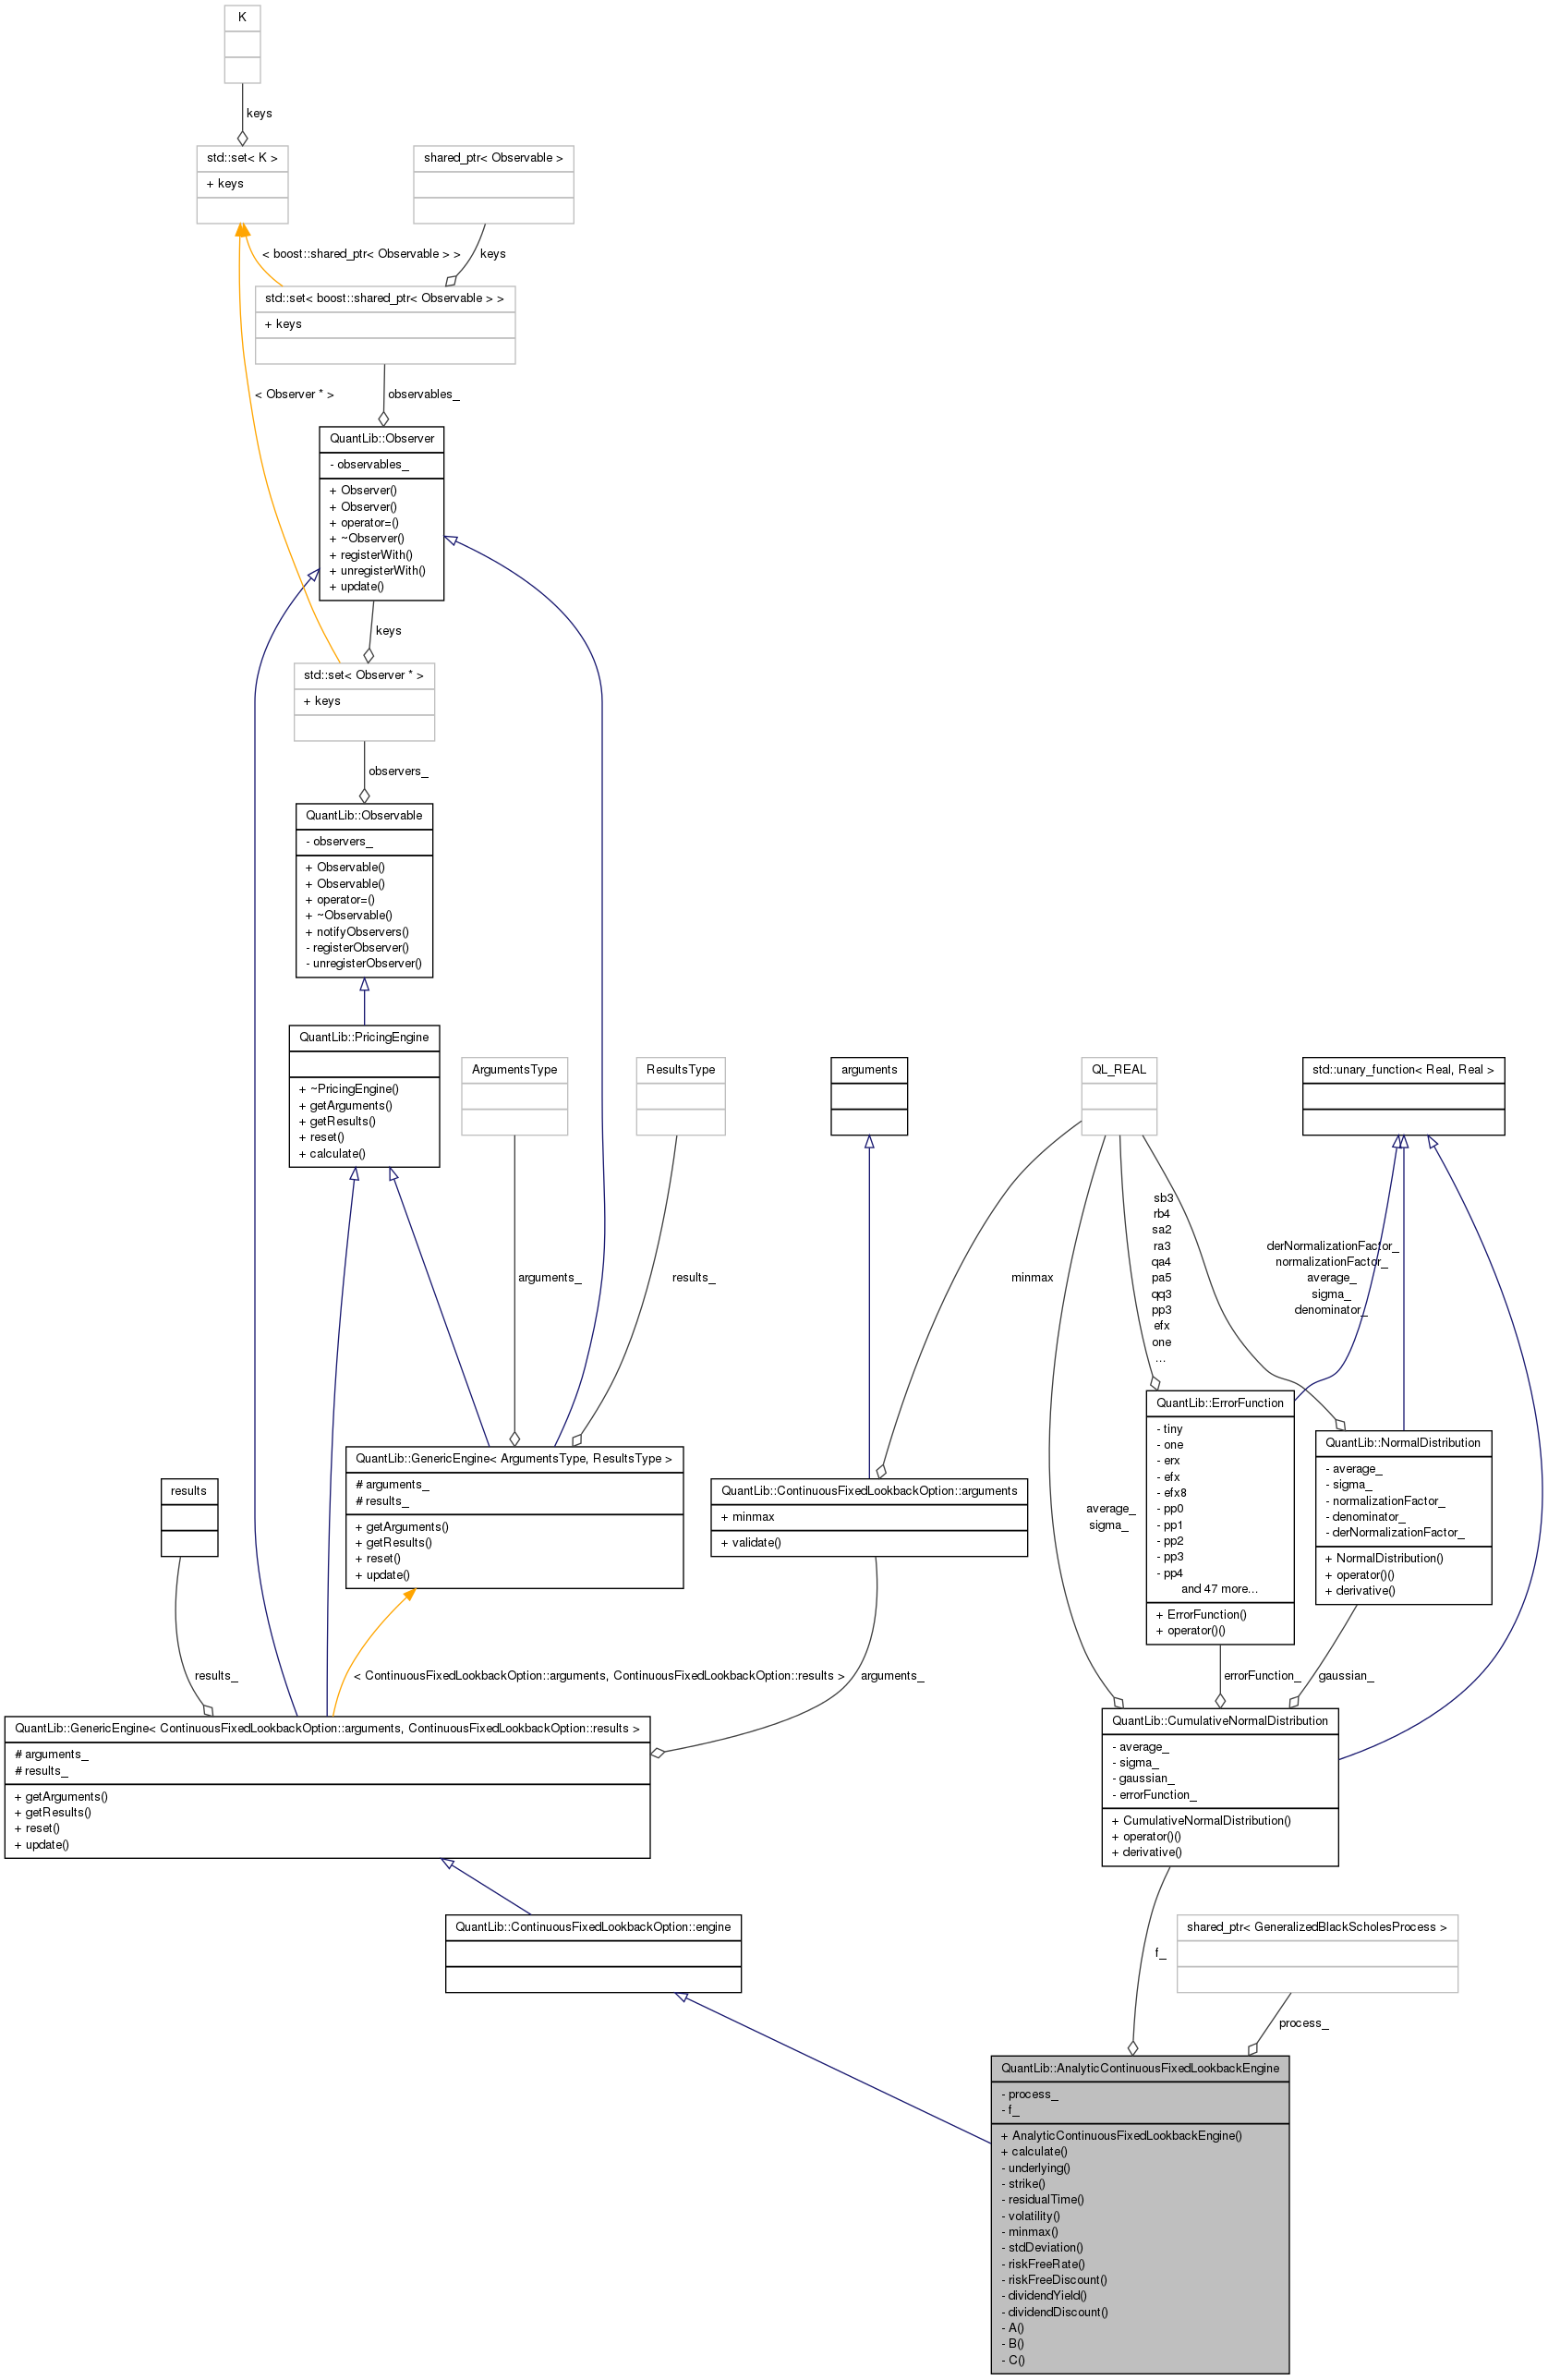 K
keys
std::set< K >
+ keys
shared_ptr< Observable >
< boost::shared_ptr< Observable > >
keys
std::set< boost::shared_ptr< Observable > >
+ keys
< Observer * >
observables_
QuantLib::Observer
- observables_
+ Observer()
+ Observer()
+ operator=()
+ ~Observer()
+ registerWith()
+ unregisterWith()
+ update()
keys
std::set< Observer * >
+ keys
observers_
QuantLib::Observable
- observers_
+ Observable()
+ Observable()
+ operator=()
+ ~Observable()
+ notifyObservers()
- registerObserver()
- unregisterObserver()
QuantLib::PricingEngine
+ ~PricingEngine()
+ getArguments()
+ getResults()
+ reset()
+ calculate()
ArgumentsType
ResultsType
arguments
QL_REAL
std::unary_function< Real, Real >
arguments_
results_
minmax
sb3
rb4
sa2
ra3
qa4
pa5
qq3
pp3
efx
one
...
derNormalizationFactor_
normalizationFactor_
average_
sigma_
denominator_
QuantLib::ErrorFunction
- tiny
- one
- erx
- efx
- efx8
- pp0
- pp1
- pp2
- pp3
- pp4
and 47 more...
+ ErrorFunction()
+ operator()()
QuantLib::NormalDistribution
- average_
- sigma_
- normalizationFactor_
- denominator_
- derNormalizationFactor_
+ NormalDistribution()
+ operator()()
+ derivative()
QuantLib::GenericEngine< ArgumentsType, ResultsType >
# arguments_
# results_
+ getArguments()
+ getResults()
+ reset()
+ update()
results
QuantLib::ContinuousFixedLookbackOption::arguments
+ minmax
+ validate()
average_
sigma_
results_
< ContinuousFixedLookbackOption::arguments, ContinuousFixedLookbackOption::results >
arguments_
errorFunction_
gaussian_
QuantLib::GenericEngine< ContinuousFixedLookbackOption::arguments, ContinuousFixedLookbackOption::results >
# arguments_
# results_
+ getArguments()
+ getResults()
+ reset()
+ update()
QuantLib::CumulativeNormalDistribution
- average_
- sigma_
- gaussian_
- errorFunction_
+ CumulativeNormalDistribution()
+ operator()()
+ derivative()
QuantLib::ContinuousFixedLookbackOption::engine
f_
shared_ptr< GeneralizedBlackScholesProcess >
process_
QuantLib::AnalyticContinuousFixedLookbackEngine
- process_
- f_
+ AnalyticContinuousFixedLookbackEngine()
+ calculate()
- underlying()
- strike()
- residualTime()
- volatility()
- minmax()
- stdDeviation()
- riskFreeRate()
- riskFreeDiscount()
- dividendYield()
- dividendDiscount()
- A()
- B()
- C()